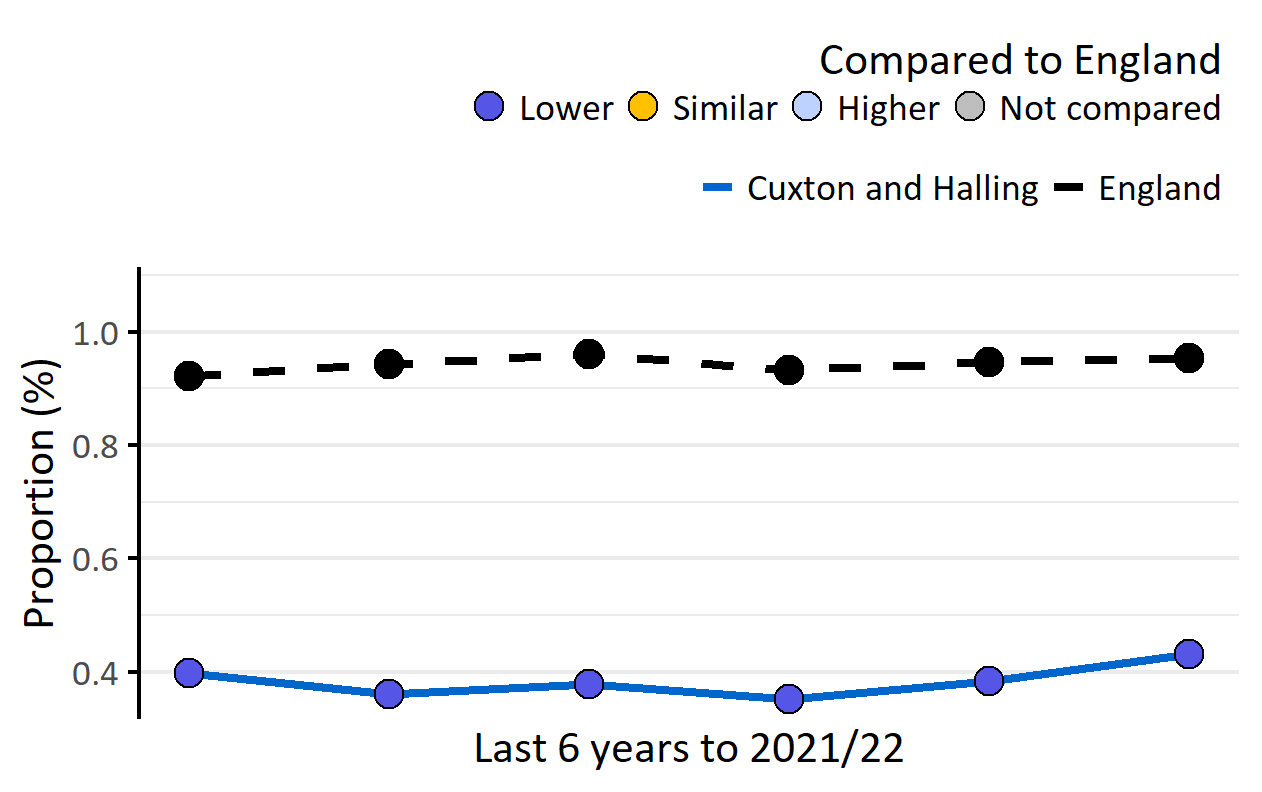 Compared to England
Lower Similar Higher Not compared
Cuxton and Halling England
Proportion (%)
1.0
0.8
0.6
0.4
Last 6 years to 2021/22